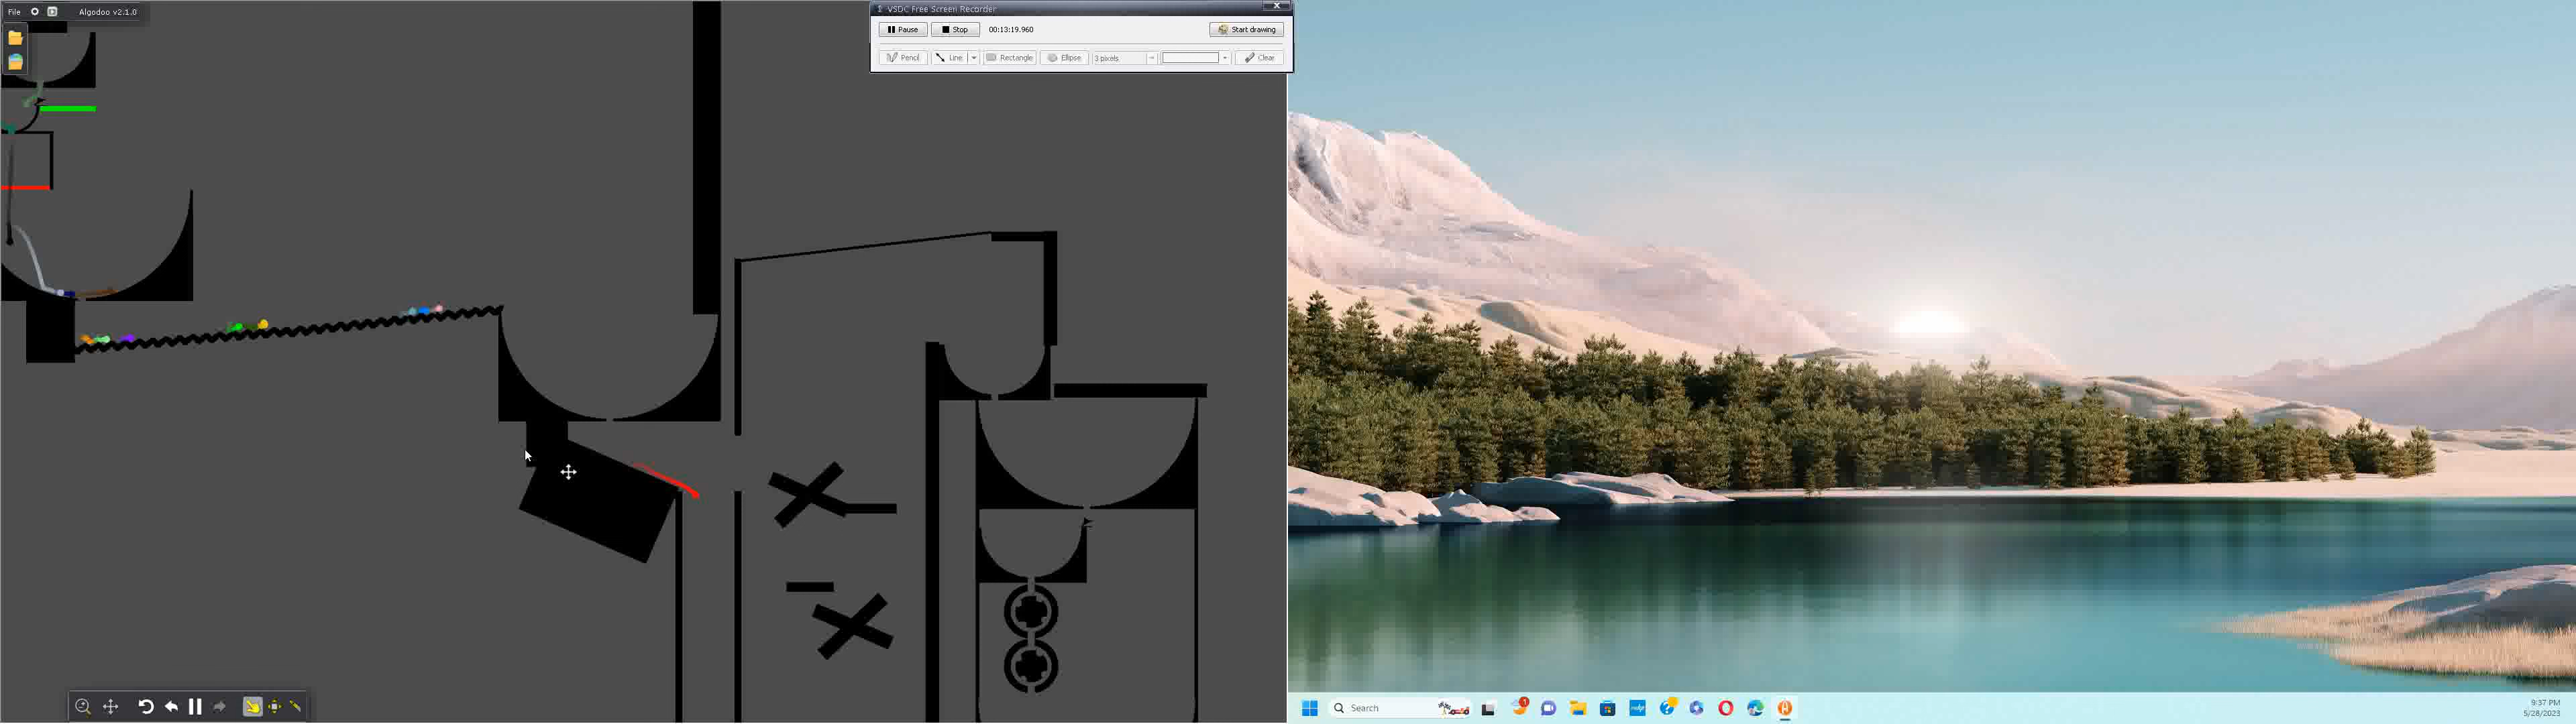 File
Algodoo v2.1.0
VSDC Free Screen Recorder
Pause
Stop
00:13:19.960
Start drawing
Pencil
Line
Rectangle
Ellipse
3 pixels
Clear
Search
1
9:37 PM
5/28/2023